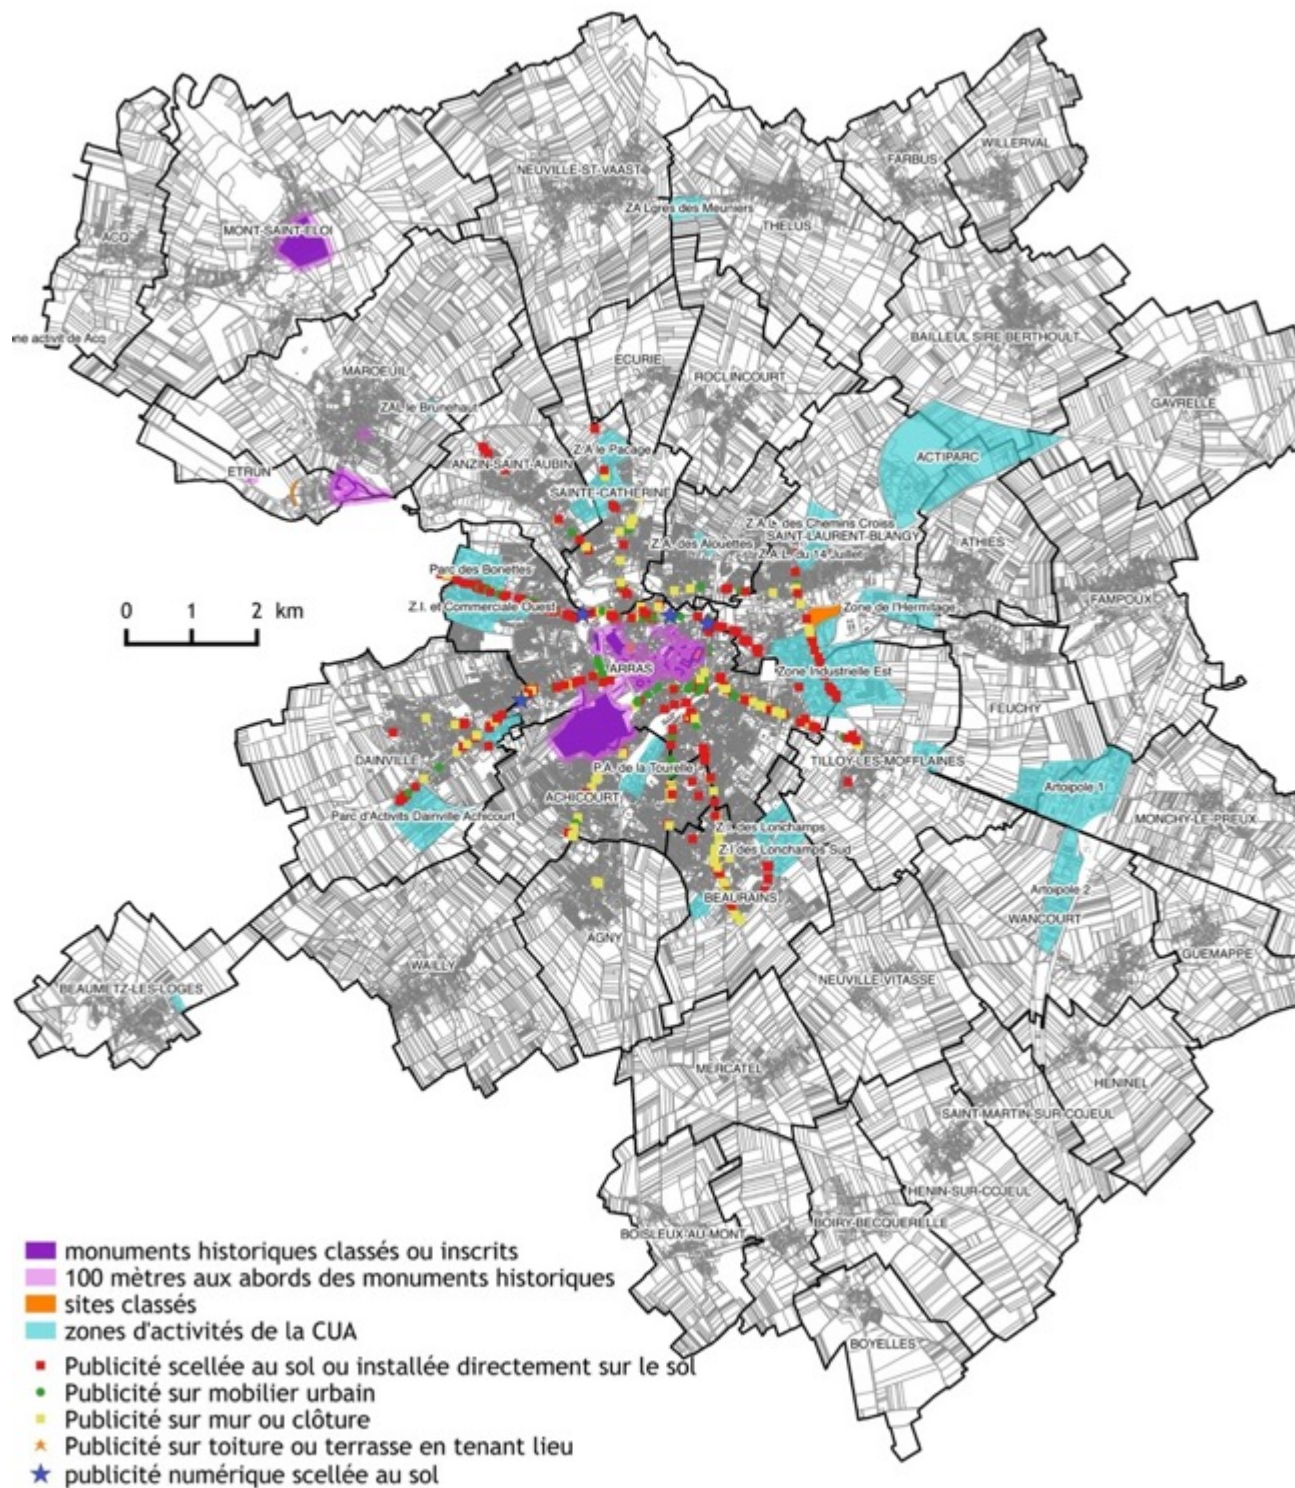 WILLERVAL
FARBUS
NEUVILLE-ST-VAAST
ZA Lgres des Meuniers
THELUS
MONT-SAINT-ELOI
ACQ
one activit de Acq
BAILLEUL SIRE BERTHOULT
ECURIE
MAROEUIL
ROCLINCOURT
GAVRELLE
ZAL le Brunehaut
Z.A le Pacage
ACTIPARC
ANZIN-SAINT-AUBIN
ETRUN
SAINTE-CATHERINE
Z.A.L. des Chemins Croiss
SAINT-LAURENT-BLANGY
Z.A. des Alouettes
Z.A.L. du 14 Juillet
ATHIES
Parc des Bonettes
FAMPOUX
Z.I. et Commerciale Ouest
Zone de l'Hermitage
0 1 2 km
ARRAS
Zone Industrielle Est
FEUCHY
DAINVILLE
P.A. de la Tourelle
TILLOY-LES-MOFFLAINES
Artoipole 1
ACHICOURT
Parc d'Activits Dainville Achicourt
MONCHY-LE-PREUX
Z.I. des Lonchamps
Z.I des Lonchamps Sud
Artoipole 2
BEAURAINS
WANCOURT
AGNY
GUEMAPPE
WAILLY
NEUVILLE-VITASSE
BEAUMETZ-LES-LOGES
MERCATEL
HENINEL
SAINT-MARTIN-SUR-COJEUL
HENIN-SUR-COJEUL
BOIRY-BECQUERELLE
BOISLEUX-AU-MONT
BOYELLES
monuments historiques classés ou inscrits
100 mètres aux abords des monuments historiques
sites classés
zones d'activités de la CUA
Publicité scellée au sol ou installée directement sur le sol
Publicité sur mobilier urbain
Publicité sur mur ou clôture
Publicité sur toiture ou terrasse en tenant lieu
publicité numérique scellée au sol